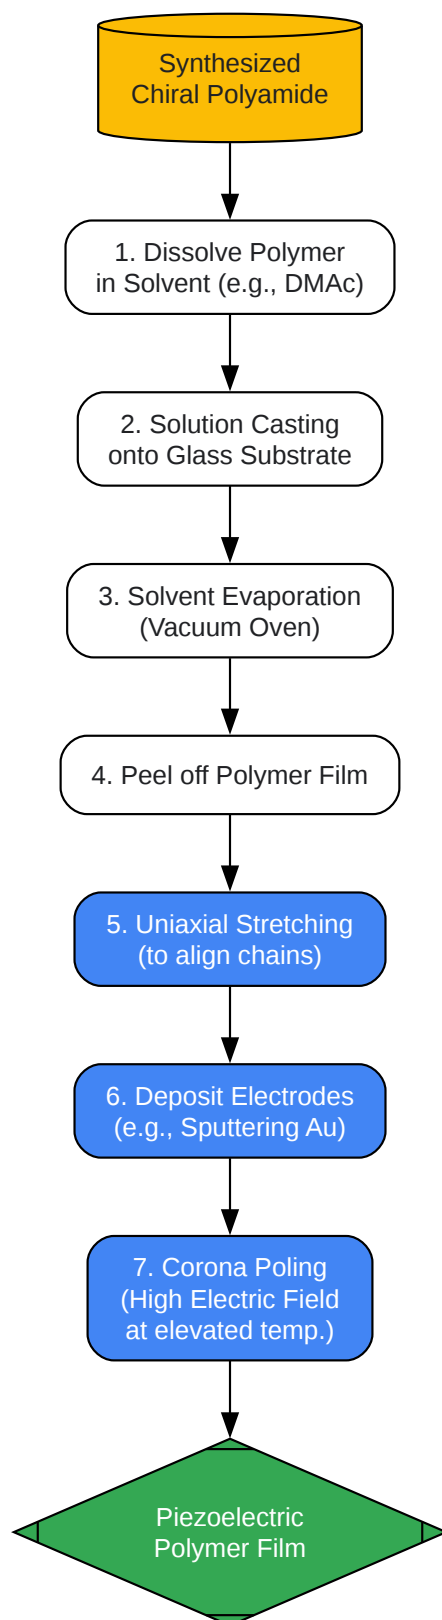 Synthesized
Chiral Polyamide
1. Dissolve Polymer
in Solvent (e.g., DMAc)
2. Solution Casting
onto Glass Substrate
3. Solvent Evaporation
(Vacuum Oven)
4. Peel off Polymer Film
5. Uniaxial Stretching
(to align chains)
6. Deposit Electrodes
(e.g., Sputtering Au)
7. Corona Poling
(High Electric Field
at elevated temp.)
Piezoelectric
Polymer Film